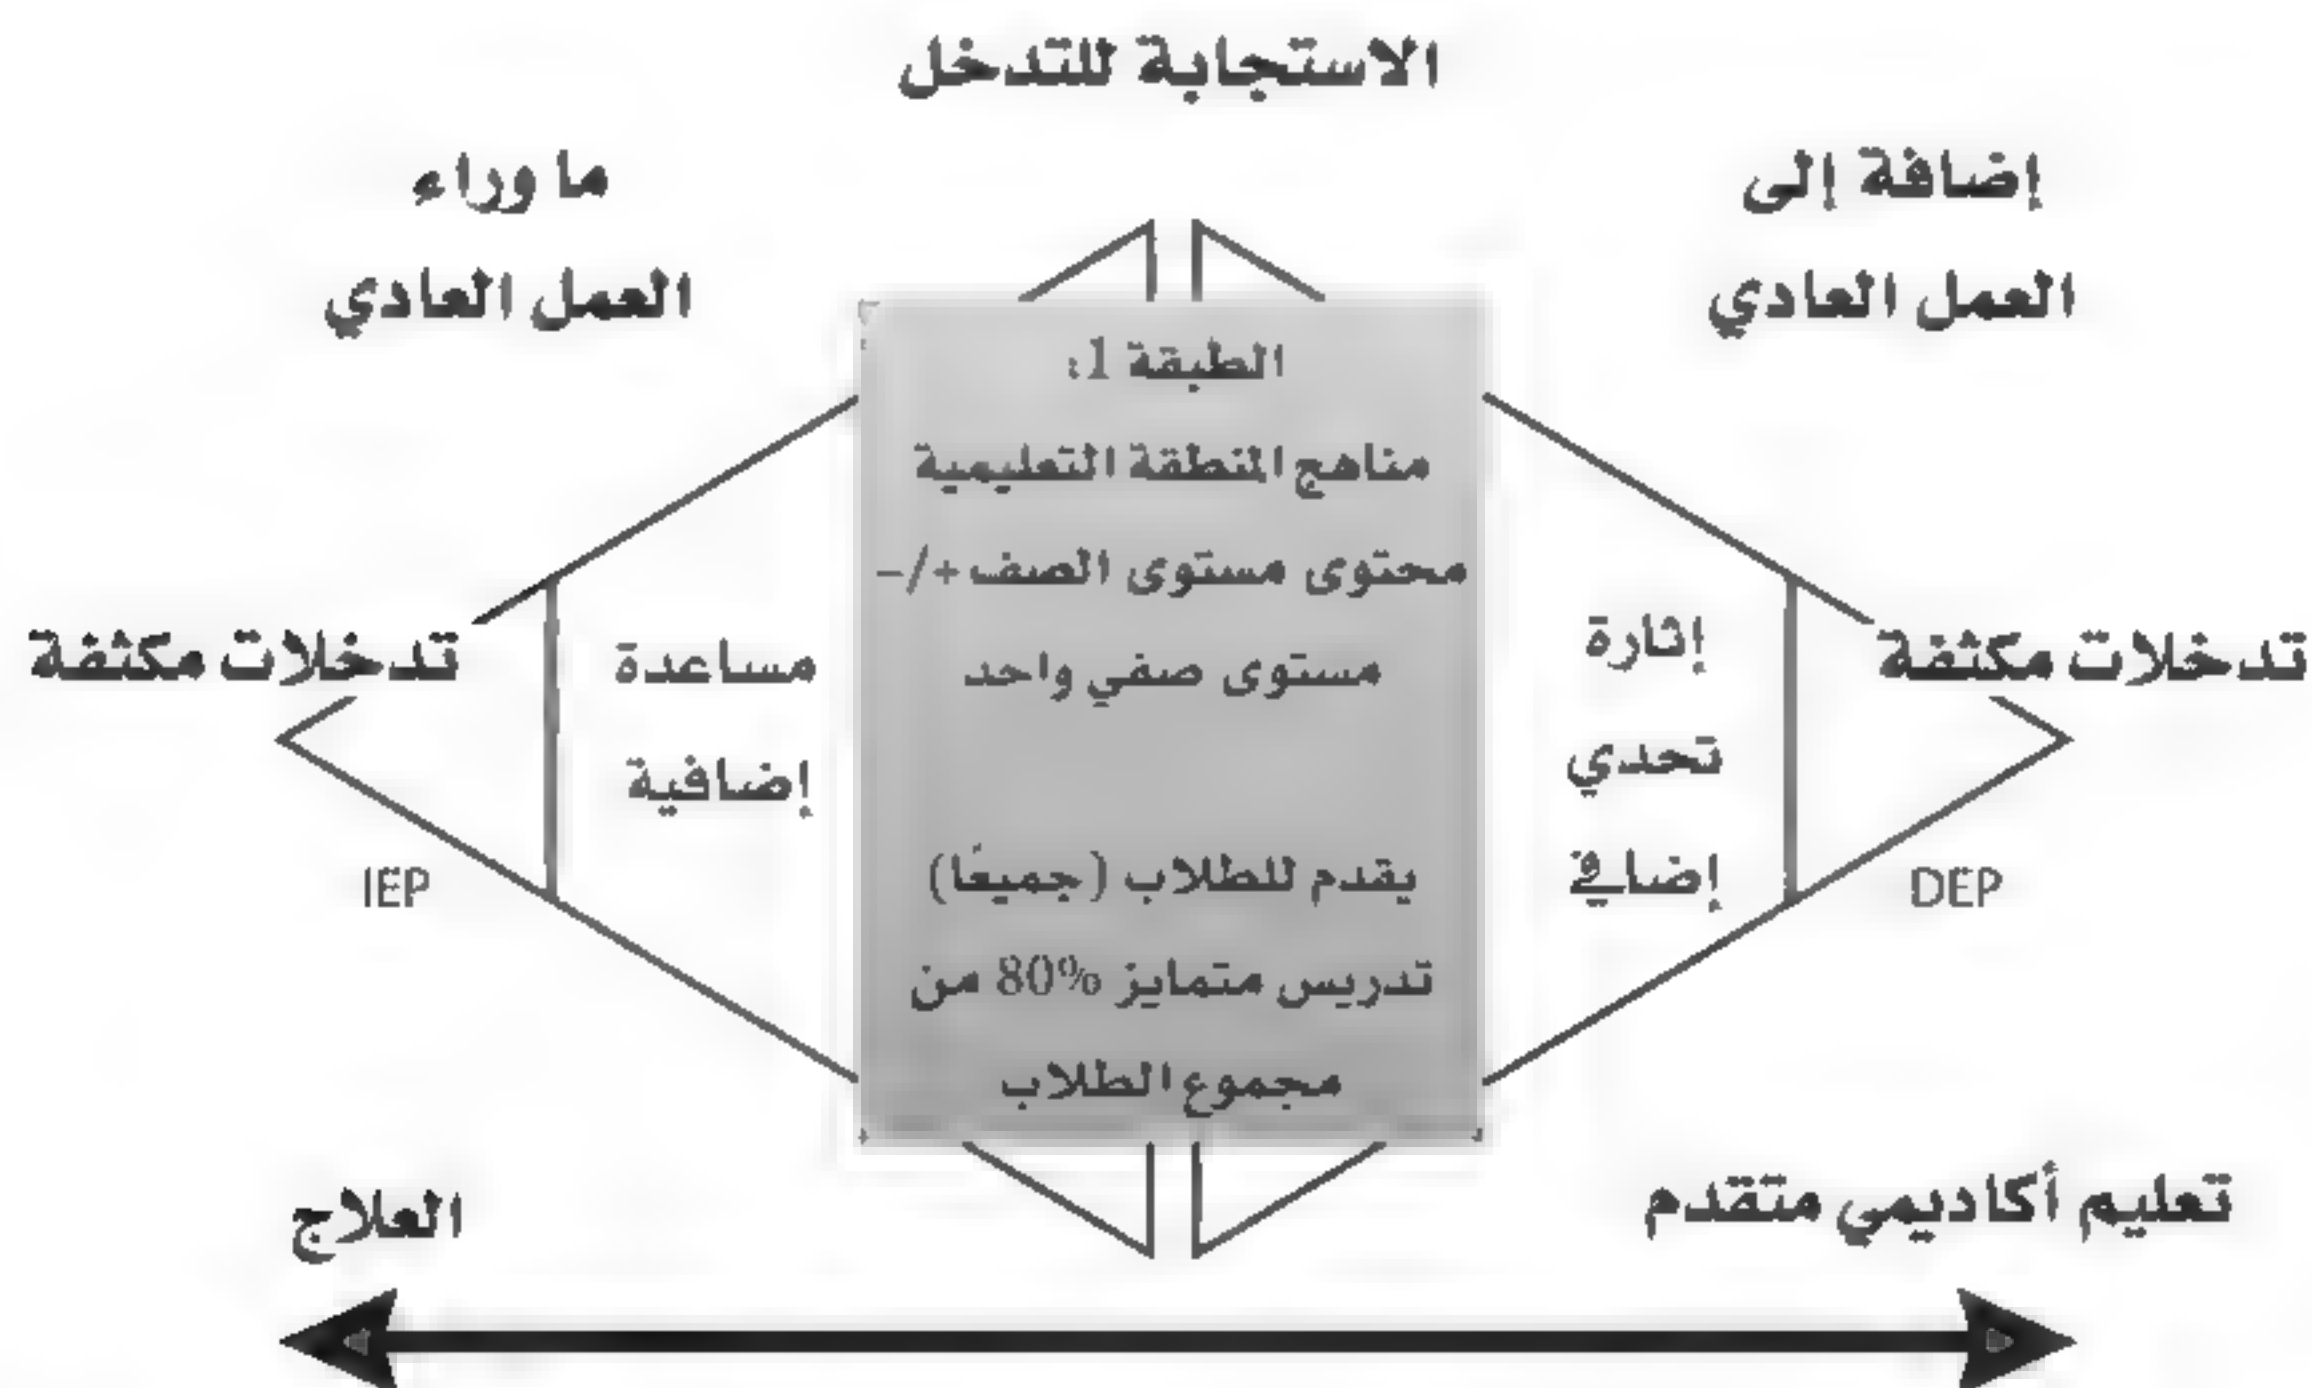 الاستجابة للتدخل
إضافة إلى
العمل العادي
ما وراء
العمل العادي
الطبقة 1:
مناهج المنطقة التعليمية
محتوى مستوى الصف +/-
مستوى صفي واحد
يقدم للطلاب (جميعًا)
تدريس متمايز 80% من
مجموع الطلاب
تدخلات مكثفة
إثارة
تحدي
إضافي
DEP
مساعدة
إضافية
تدخلات مكثفة
IEP
تعليم أكاديمي متقدم
العلاج